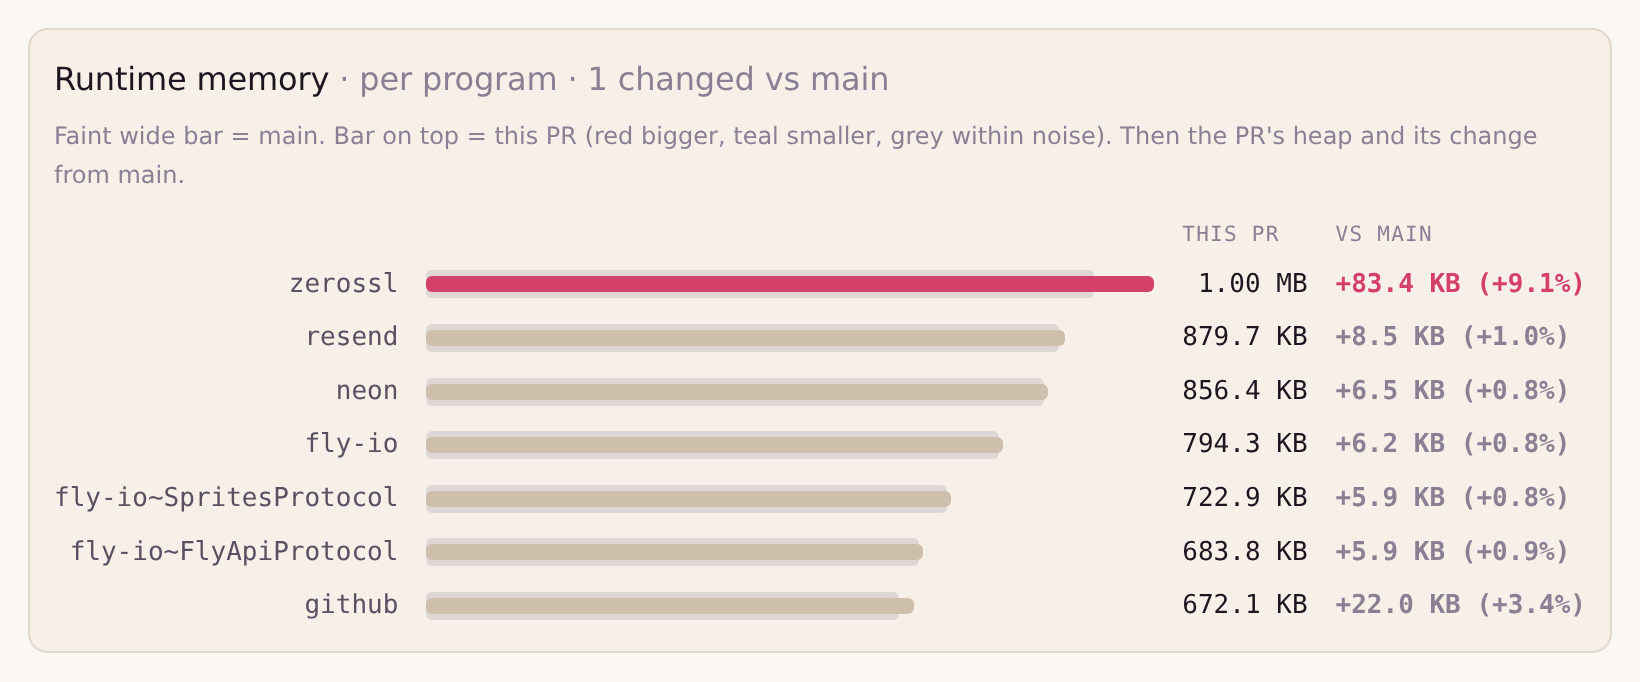 Runtime memory · per program · 1 changed vs main
Faint wide bar = main. Bar on top = this PR (red bigger, teal smaller, grey within noise). Then the PR's heap and its change
from main.
THIS PR VS MAIN
zerossl 1.00 MB +83.4 KB (+9.1%)
resend 879.7 KB +8.5 KB (+1.0%)
neon 856.4 KB +6.5 KB (+0.8%)
fly-io 794.3 KB +6.2 KB (+0.8%)
fly-io~SpritesProtocol 722.9 KB +5.9 KB (+0.8%)
fly-io~FlyApiProtocol 683.8 KB +5.9 KB (+0.9%)
github 672.1 KB +22.0 KB (+3.4%)